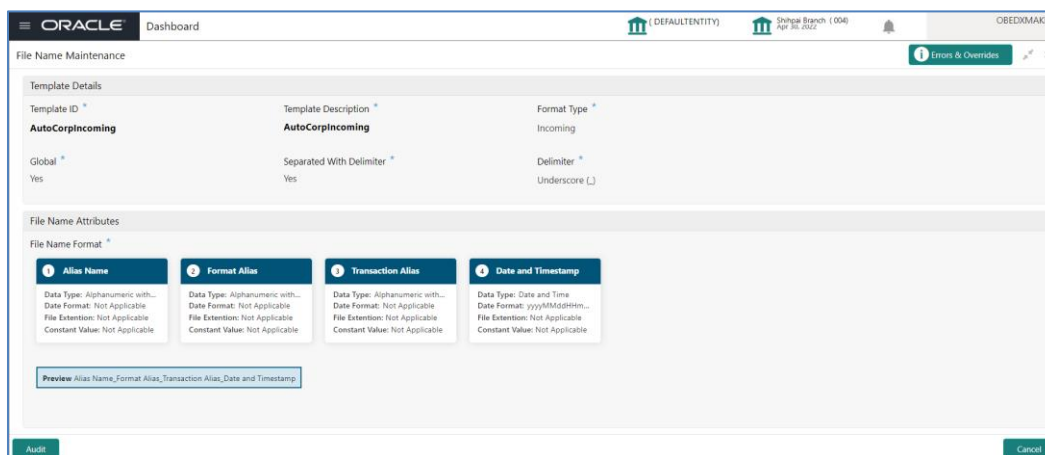 ORACLE Dashboard ( DEFAULTENTITY) Shihpai Branch ( 004) OBEDXMAK
Apr 30, 2022
File Name Maintenance Errors & Overrides
Template Details
Template ID * Template Description * Format Type *
AutoCorpIncoming AutoCorpIncoming Incoming
Global * Separated With Delimiter * Delimiter *
Yes Yes Underscore (_)
File Name Attributes
File Name Format *
1 Alias Name 2 Format Alias 3 Transaction Alias 4 Date and Timestamp
Data Type: Alphanumeric with... Data Type: Alphanumeric with... Data Type: Alphanumeric with... Data Type: Date and Time
Date Format: Not Applicable Date Format: Not Applicable Date Format: Not Applicable Date Format: yyyyMMddHHm...
File Extention: Not Applicable File Extention: Not Applicable File Extention: Not Applicable File Extention: Not Applicable
Constant Value: Not Applicable Constant Value: Not Applicable Constant Value: Not Applicable Constant Value: Not Applicable
Preview Alias Name_Format Alias_Transaction Alias_Date and Timestamp
Audit Cancel